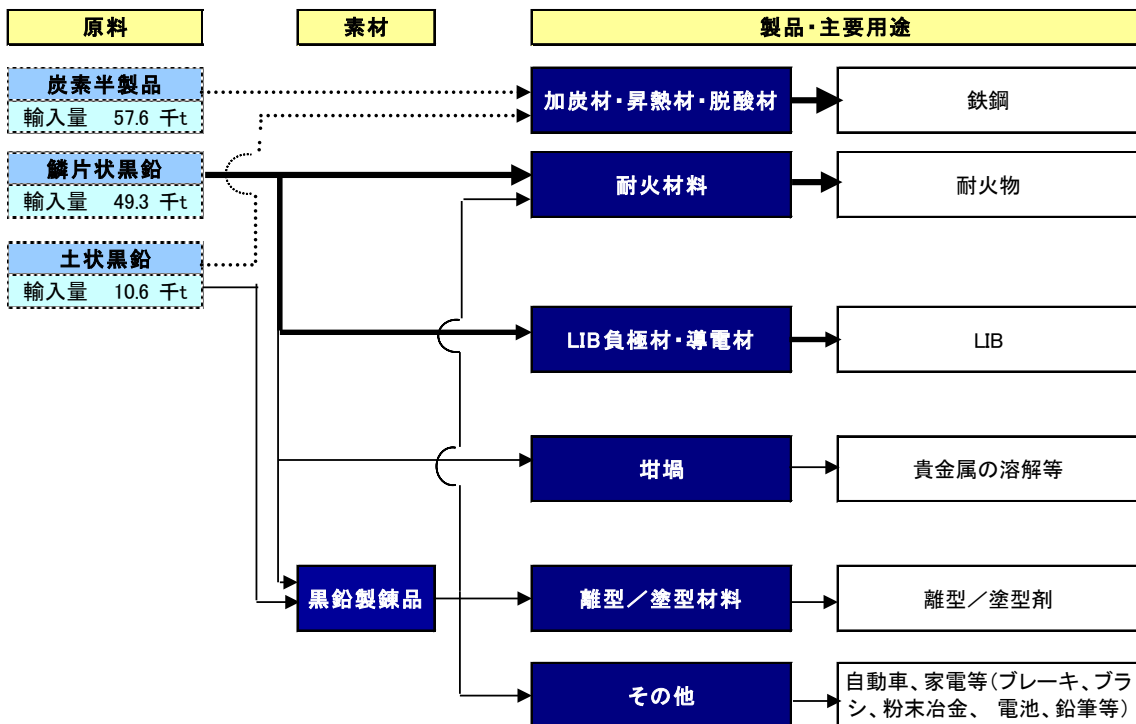 原料
素材
製品・主要用途
炭素半製品
輸入量 57.6 千t
加炭材・昇熱材・脱酸材
鉄鋼
鱗片状黒鉛
輸入量 49.3 千t
耐火材料
耐火物
土状黒鉛
輸入量 10.6 千t
LIB負極材・導電材
LIB
坩堝
貴金属の溶解等
黒鉛製錬品
離型／塗型材料
離型／塗型剤
その他
自動車、家電等（ブレーキ、ブラ
シ、粉末冶金、 電池、鉛筆等）